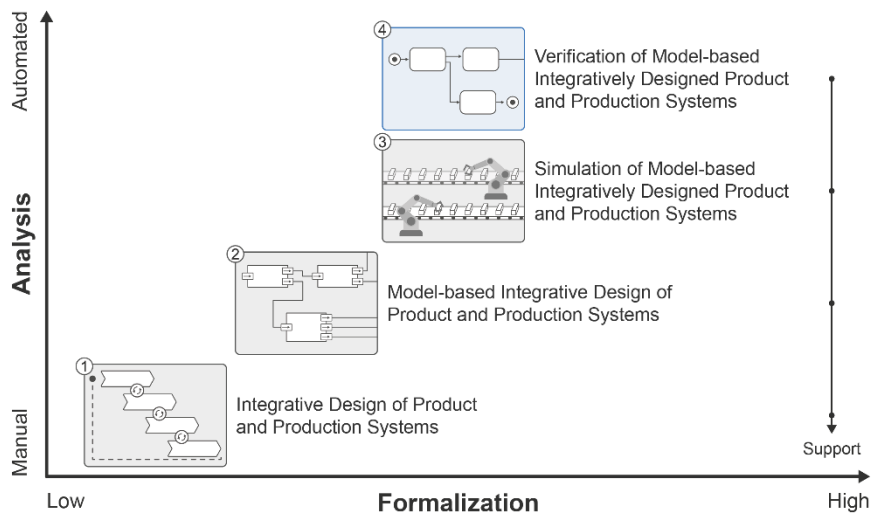 Automated
Analysis
Manual
4
Verification of Model-based
Integratively Designed Product
and Production Systems
3
Simulation of Model-based
Integratively Designed Product
and Production Systems
2
Model-based Integrative Design of
Product and Production Systems
1
Integrative Design of Product
and Production Systems
Support
Low
Formalization
High